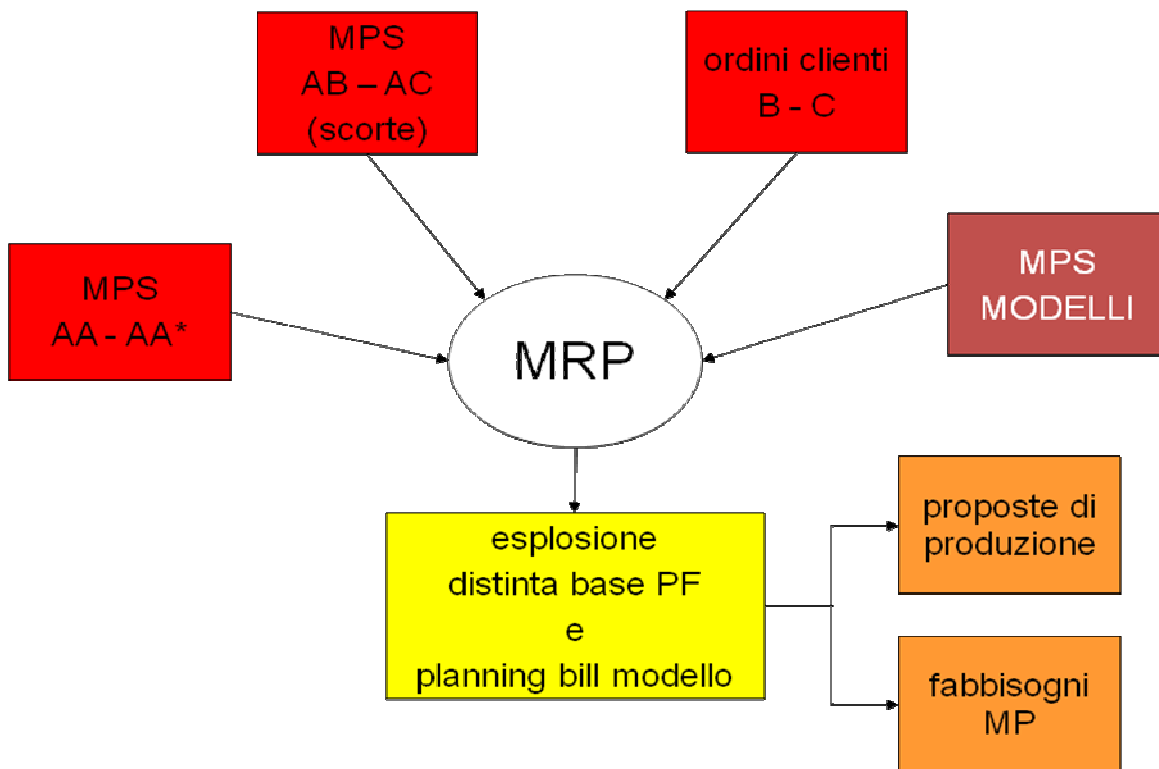 MPS
AB – AC
(scorte)
ordini clienti
B - C
MPS
AA - AA*
MPS
MODELLI
MRP
esplosione
distinta base PF
e
planning bill modello
proposte di
produzione
fabbisogni
MP